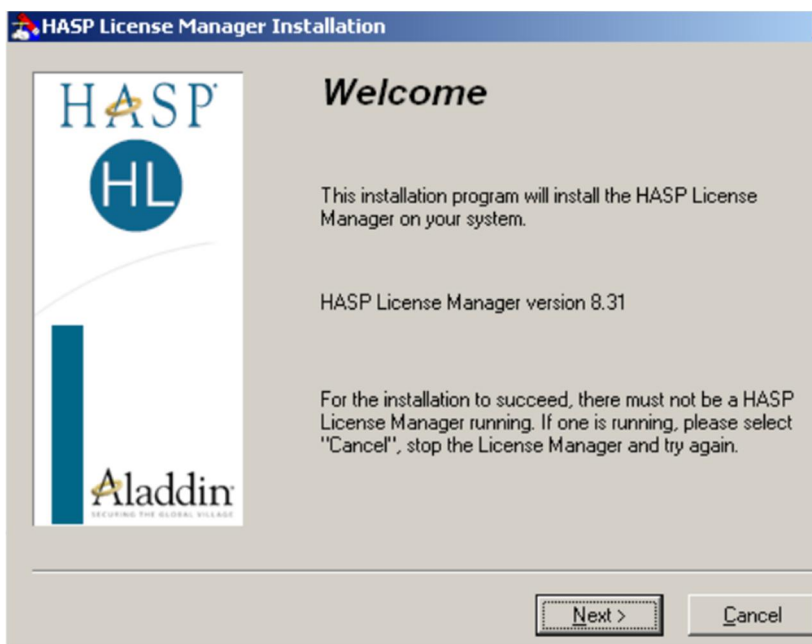 HASP License Manager Installation
HASP
HL
Aladdin
SECURING THE GLOBAL VILLAGE
Welcome
This installation program will install the HASP License
Manager on your system.
HASP License Manager version 8.31
For the installation to succeed, there must not be a HASP
License Manager running. If one is running, please select
"Cancel", stop the License Manager and try again.
Next >
Cancel